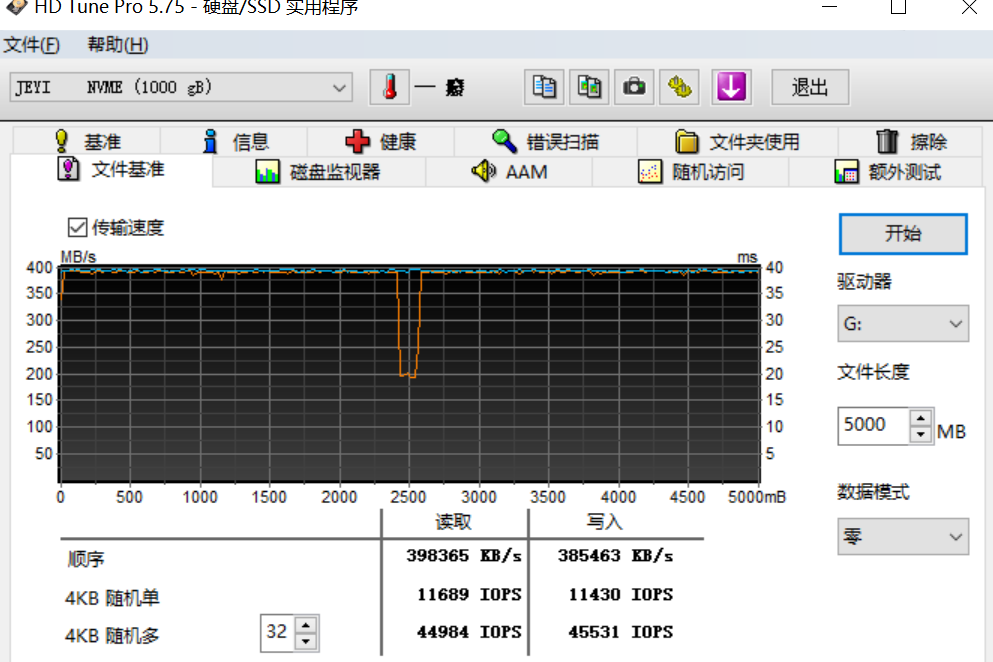 HD Tune Pro 5.75 - 硬盘/SSD 实用程序
文件(F) 帮助(H)
JEYI NVME (1000 gB)
— 癈
退出
基准 信息 健康 错误扫描 文件夹使用 擦除
文件基准 磁盘监视器 AAM 随机访问 额外测试
传输速度
开始
MB/s ms
400 40
350 35
300 30
250 25
200 20
150 15
100 10
50 5
0 500 1000 1500 2000 2500 3000 3500 4000 4500 5000mB
驱动器
G:
文件长度
5000 MB
数据模式
零
读取 写入
顺序 398365 KB/s 385463 KB/s
4KB 随机单 11689 IOPS 11430 IOPS
4KB 随机多 32 44984 IOPS 45531 IOPS